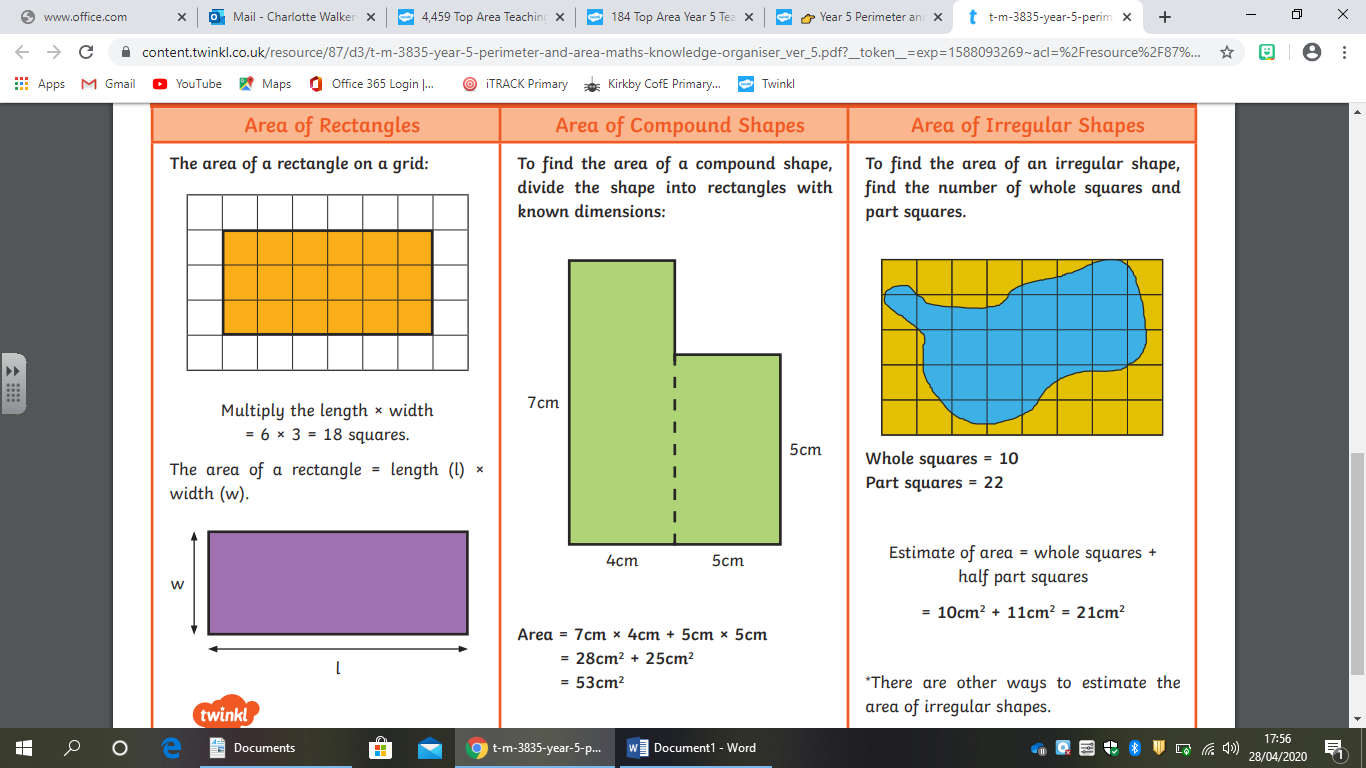 www.office.com
Mail - Charlotte Walker
4,459 Top Area Teaching
184 Top Area Year 5 Tea
Year 5 Perimeter an
t-m-3835-year-5-perim
content.twinkl.co.uk/resource/87/d3/t-m-3835-year-5-perimeter-and-area-maths-knowledge-organiser_ver_5.pdf?__token__=exp=1588093269~acl=%2Fresource%2F87%...
Apps
Gmail
YouTube
Maps
Office 365 Login |...
iTRACK Primary
Kirkby CofE Primary...
Twinkl
Area of Rectangles
The area of a rectangle on a grid:
Multiply the length × width
= 6 × 3 = 18 squares.
The area of a rectangle = length (l) ×
width (w).
w
l
twinkl
Area of Compound Shapes
To find the area of a compound shape,
divide the shape into rectangles with
known dimensions:
7cm
5cm
4cm
5cm
Area = 7cm × 4cm + 5cm × 5cm
= 28cm² + 25cm²
= 53cm²
Area of Irregular Shapes
To find the area of an irregular shape,
find the number of whole squares and
part squares.
Whole squares = 10
Part squares = 22
Estimate of area = whole squares +
half part squares
= 10cm² + 11cm² = 21cm²
*There are other ways to estimate the
area of irregular shapes.
Documents
t-m-3835-year-5-p...
Document1 - Word
17:56
28/04/2020
1